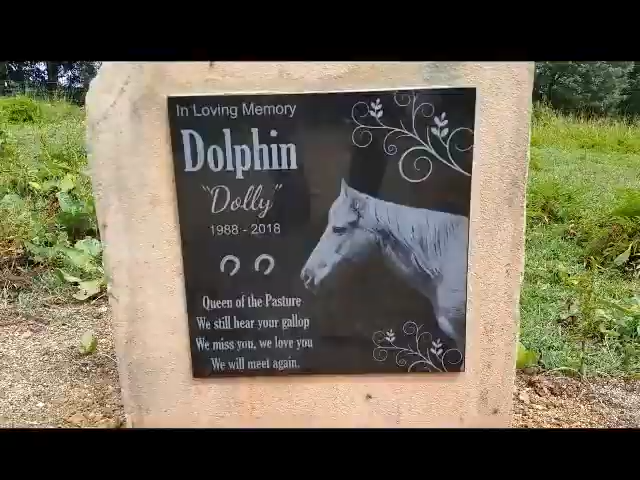 In Loving Memory
Dolphin
"Dolly"
1988 - 2018
Queen of the Pasture
We still hear your gallop
We miss you, we love you
We will meet again.